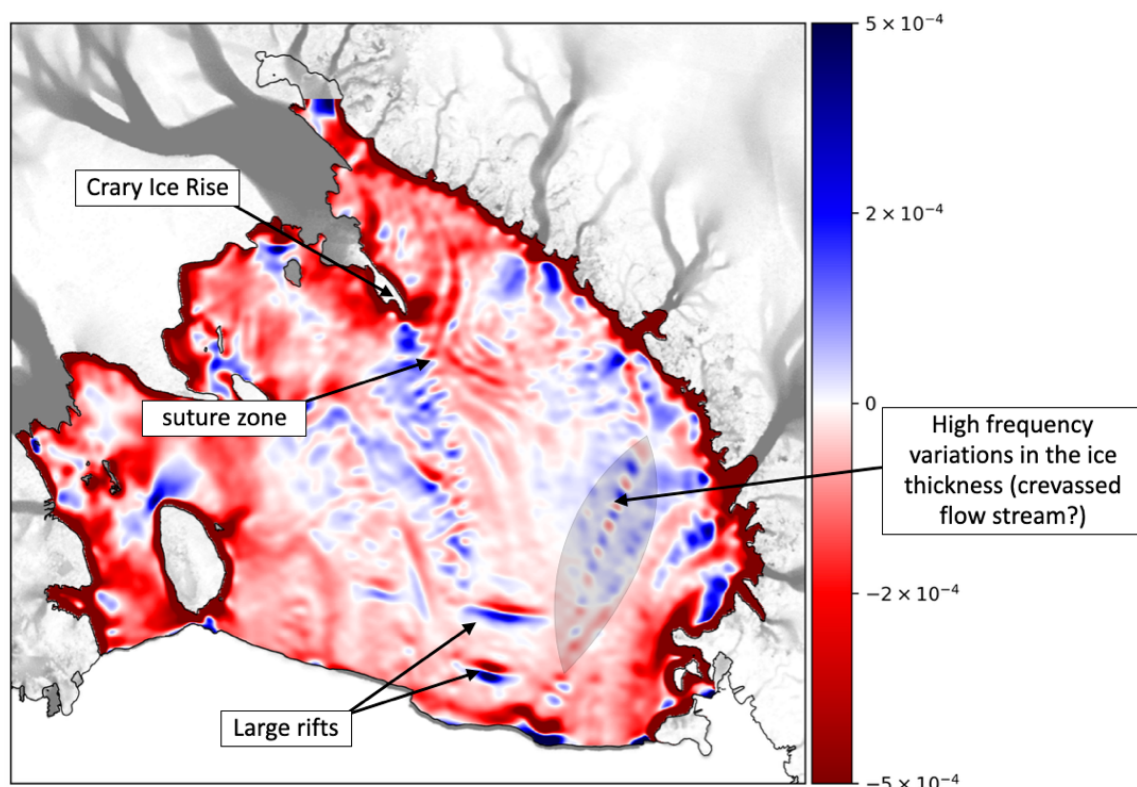 5 × 10⁻⁴
Crary Ice Rise
2 × 10⁻⁴
suture zone
0
High frequency
variations in the ice
thickness (crevassed
flow stream?)
−2 × 10⁻⁴
Large rifts
−5 × 10⁻⁴